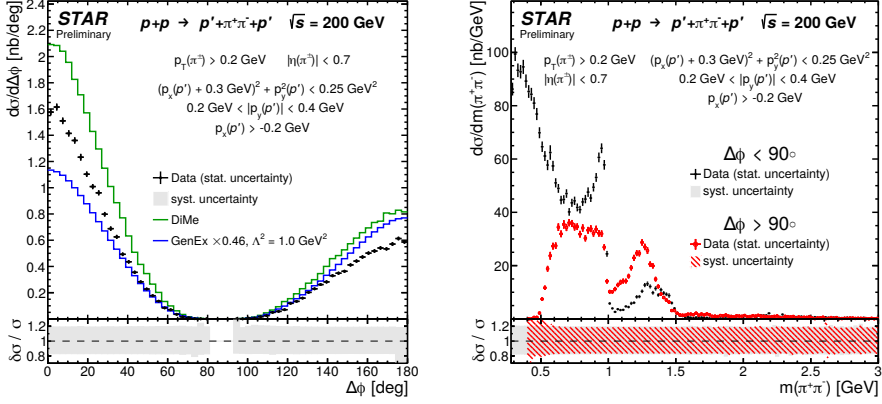 STAR
Preliminary
p+p → p′+π⁺π⁻+p′ √s = 200 GeV
p_T(π^±) > 0.2 GeV |η(π^±)| < 0.7
(p_x(p′) + 0.3 GeV)² + p_y²(p′) < 0.25 GeV²
0.2 GeV < |p_y(p′)| < 0.4 GeV
p_x(p′) > -0.2 GeV
Data (stat. uncertainty)
syst. uncertainty
DiMe
GenEx ×0.46, Λ² = 1.0 GeV²
dσ/dΔϕ [nb/deg]
2.4
2.2
2
1.8
1.6
1.4
1.2
1
0.8
0.6
0.4
0.2
δσ / σ
1.2
1
0.8
0 20 40 60 80 100 120 140 160 180
Δϕ [deg]
STAR
Preliminary
p+p → p′+π⁺π⁻+p′ √s = 200 GeV
p_T(π^±) > 0.2 GeV (p_x(p′) + 0.3 GeV)² + p_y²(p′) < 0.25 GeV²
|η(π^±)| < 0.7 0.2 GeV < |p_y(p′)| < 0.4 GeV
p_x(p′) > -0.2 GeV
Δϕ < 90○
Data (stat. uncertainty)
syst. uncertainty
Δϕ > 90○
Data (stat. uncertainty)
syst. uncertainty
dσ/dm(π⁺π⁻) [nb/GeV]
120
100
80
60
40
20
0
δσ / σ
1.2
1
0.8
0.5 1 1.5 2 2.5 3
m(π⁺π⁻) [GeV]